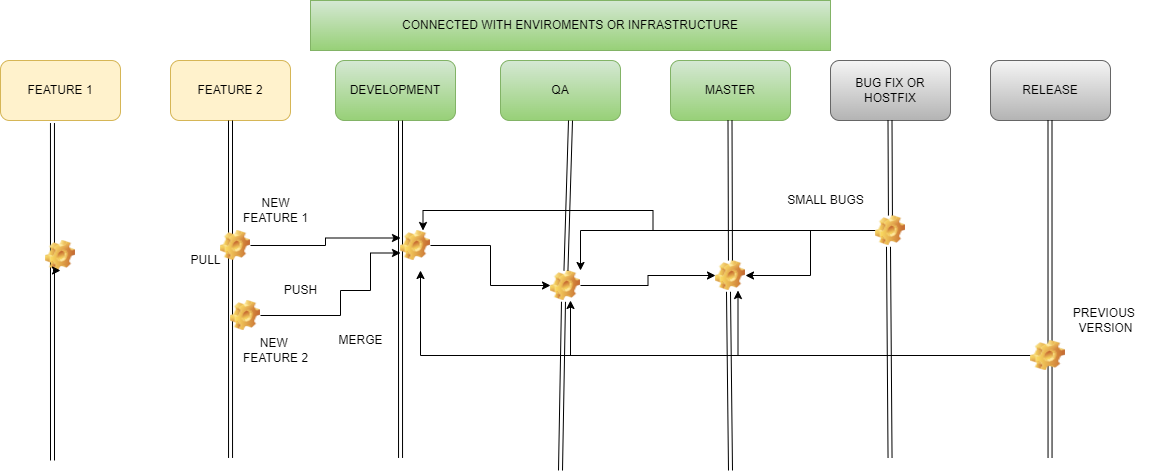 CONNECTED WITH ENVIROMENTS OR INFRASTRUCTURE
FEATURE 1
FEATURE 2
DEVELOPMENT
QA
MASTER
BUG FIX OR
HOSTFIX
RELEASE
NEW
FEATURE 1
SMALL BUGS
PULL
PUSH
NEW
FEATURE 2
MERGE
PREVIOUS
VERSION